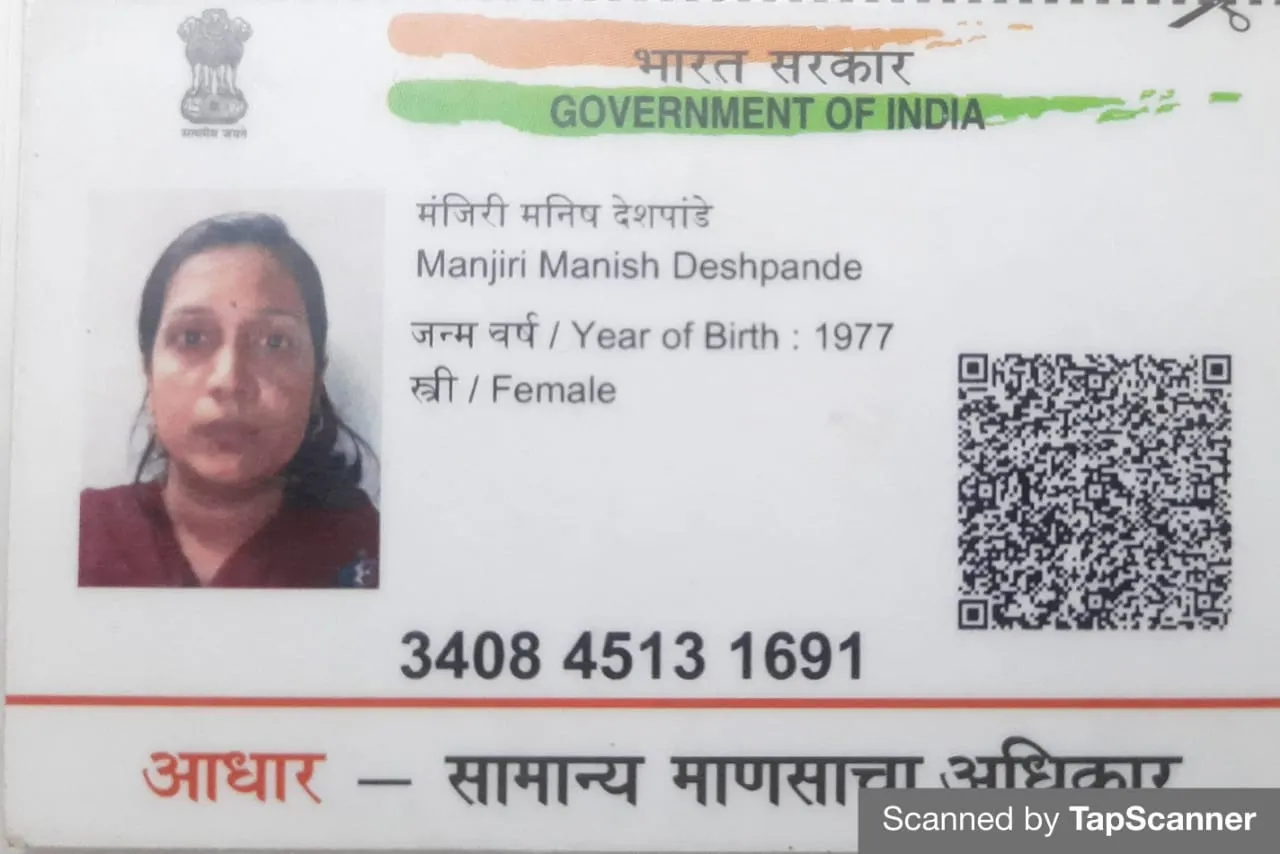 भारत सरकार
GOVERNMENT OF INDIA
सत्यमेव जयते
मंजिरी मनिष देशपांडे
Manjiri Manish Deshpande
जन्म वर्ष / Year of Birth : 1977
स्त्री / Female
3408 4513 1691
आधार — सामान्य माणसाचा अधिकार
Scanned by TapScanner